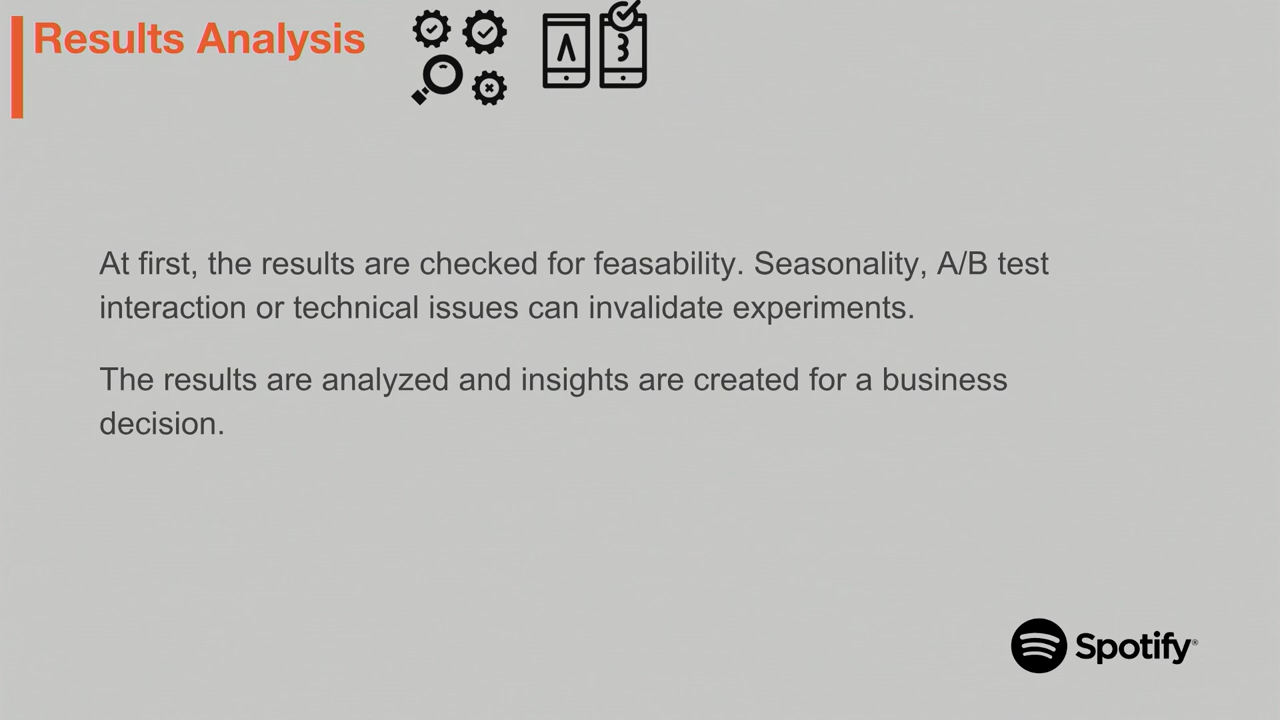 Results Analysis
A B
At first, the results are checked for feasability. Seasonality, A/B test
interaction or technical issues can invalidate experiments.
The results are analyzed and insights are created for a business
decision.
Spotify®